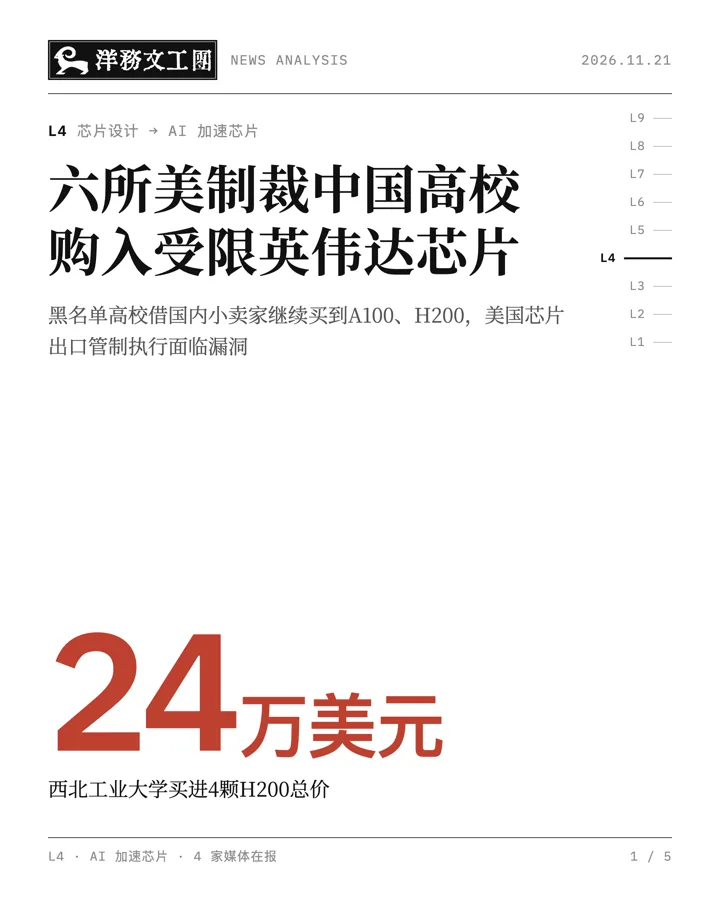 洋務文工團 NEWS ANALYSIS 2026.11.21
L4 芯片设计 → AI 加速芯片
六所美制裁中国高校
购入受限英伟达芯片
黑名单高校借国内小卖家继续买到A100、H200，美国芯片
出口管制执行面临漏洞
L9
L8
L7
L6
L5
L4
L3
L2
L1
24万美元
西北工业大学买进4颗H200总价
L4 · AI 加速芯片 · 4 家媒体在报 1 / 5